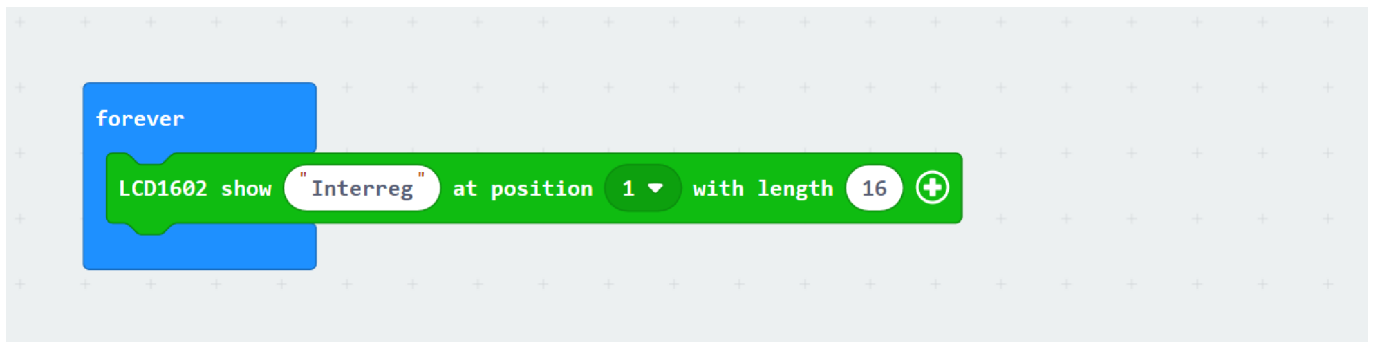 forever
LCD1602 show "Interreg" at position 1 with length 16